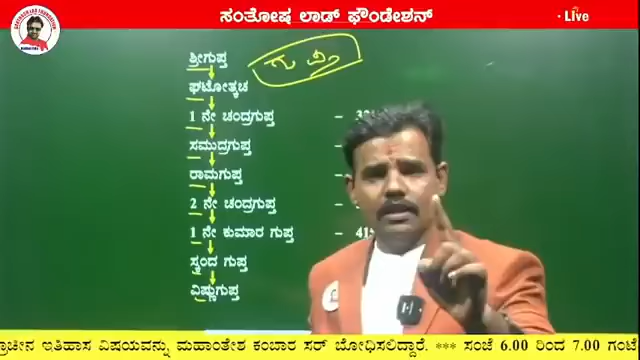 ಸಂತೋಷ ಲಾಡ್ ಫೌಂಡೇಶನ್
Live
ಶ್ರೀಗುಪ್ತ
ಘಟೋತ್ಕಚ
1 ನೇ ಚಂದ್ರಗುಪ್ತ –
ಸಮುದ್ರಗುಪ್ತ –
ರಾಮಗುಪ್ತ –
2 ನೇ ಚಂದ್ರಗುಪ್ತ –
1 ನೇ ಕುಮಾರ ಗುಪ್ತ – 41
ಸ್ಕಂದ ಗುಪ್ತ
ವಿಷ್ಣುಗುಪ್ತ
ಪ್ರಾಚೀನ ಇತಿಹಾಸ ವಿಷಯವನ್ನು ಮಹಾಂತೇಶ ಕಂಬಾರ ಸರ್ ಬೋಧಿಸಲಿದ್ದಾರೆ. *** ಸಂಜೆ 6.00 ರಿಂದ 7.00 ಗಂಟೆ